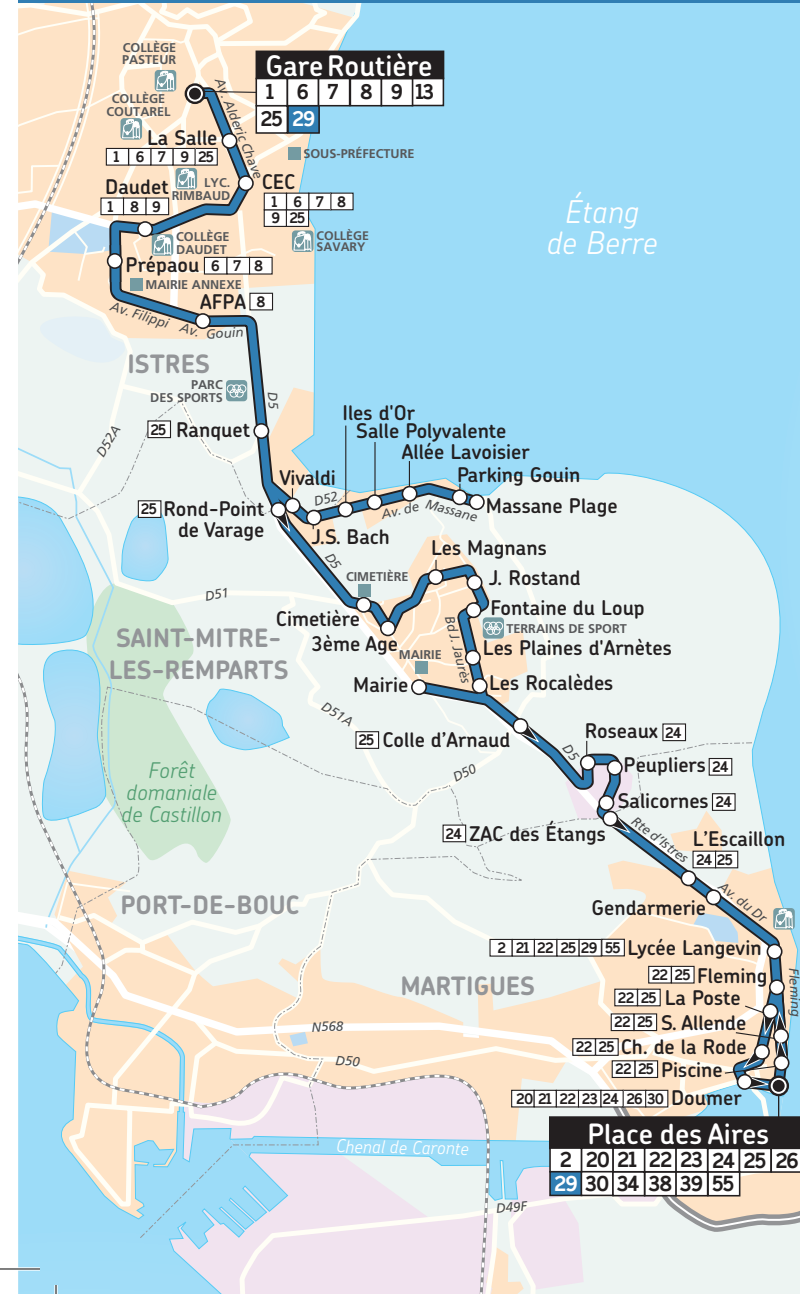 COLLÈGE
PASTEUR
Gare Routière
1 6 7 8 9 13
25 29
COLLÈGE
COUTAREL
Av. Alderic Chave
La Salle
1 6 7 9 25
SOUS-PRÉFECTURE
LYC.
RIMBAUD
CEC
1 6 7 8
9 25
Daudet
1 8 9
COLLÈGE
DAUDET
COLLÈGE
SAVARY
Étang
de Berre
Prépaou 6 7 8
MAIRIE ANNEXE
AFPA 8
Av. Filippi
Av. Gouin
ISTRES
PARC
DES SPORTS
D5
D52A
25 Ranquet
Iles d'Or
Salle Polyvalente
Allée Lavoisier
Parking Gouin
Vivaldi
D52
Av. de Massane
Massane Plage
25 Rond-Point
de Varage
J.S. Bach
D5
Les Magnans
CIMETIÈRE
J. Rostand
D51
Cimetière
Fontaine du Loup
TERRAINS DE SPORT
3ème Age
Bd J. Jaurès
SAINT-MITRE-
LES-REMPARTS
MAIRIE
Les Plaines d'Arnètes
Mairie
Les Rocalèdes
D51A
25 Colle d'Arnaud
D5
Roseaux 24
Peupliers 24
D50
Forêt
domaniale
de Castillon
Salicornes 24
24 ZAC des Étangs
Rte d'Istres
L'Escaillon
24 25
Av. du Dr
Fleming
PORT-DE-BOUC
Gendarmerie
2 21 22 25 29 55 Lycée Langevin
MARTIGUES
22 25 Fleming
22 25 La Poste
22 25 S. Allende
N568
22 25 Ch. de la Rode
D50
22 25 Piscine
20 21 22 23 24 26 30 Doumer
Place des Aires
2 20 21 22 23 24 25 26
29 30 34 38 39 55
Chenal de Caronte
D49F